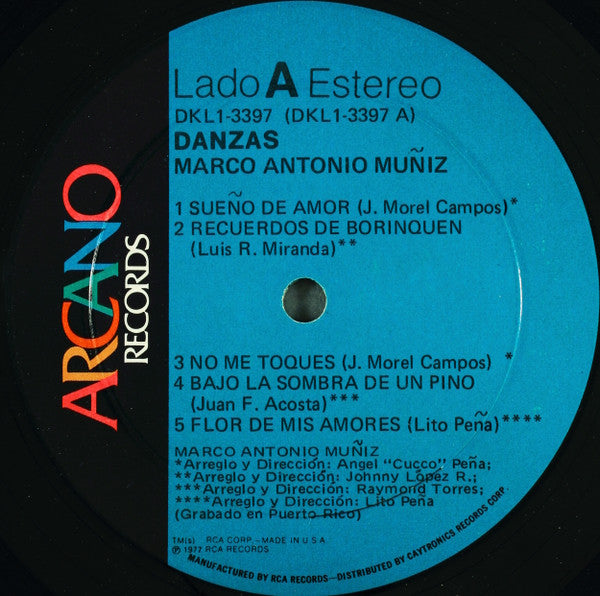 ARCANO
RECORDS
Lado A Estereo
DKL1-3397 (DKL1-3397 A)
DANZAS
MARCO ANTONIO MUÑIZ
1 SUEÑO DE AMOR (J. Morel Campos)*
2 RECUERDOS DE BORINQUEN
(Luis R. Miranda)**
3 NO ME TOQUES (J. Morel Campos) *
4 BAJO LA SOMBRA DE UN PINO
(Juan F. Acosta)***
5 FLOR DE MIS AMORES (Lito Peña)****
MARCO ANTONIO MUÑIZ
*Arreglo y Dirección: Angel "Cucco" Peña;
**Arreglo y Dirección: Johnny López R.;
***Arreglo y Dirección: Raymond Torres;
****Arreglo y Dirección: Lito Peña
(Grabado en Puerto Rico)
TM(s) RCA CORP.-MADE IN U.S.A.
℗ 1977 RCA RECORDS
MANUFACTURED BY RCA RECORDS-DISTRIBUTED BY CAYTRONICS RECORDS CORP.